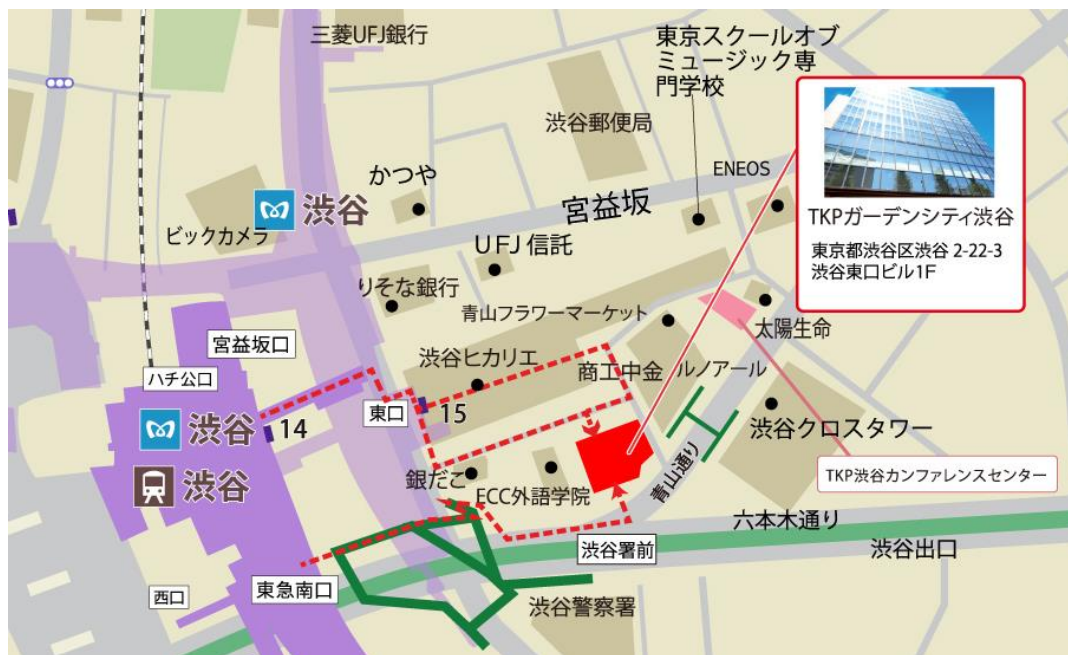 三菱UFJ銀行
東京スクールオブ
ミュージック専
門学校
渋谷郵便局
ENEOS
かつや
宮益坂
渋谷
ビックカメラ
UFJ信託
TKPガーデンシティ渋谷
東京都渋谷区渋谷 2-22-3
渋谷東口ビル1F
りそな銀行
青山フラワーマーケット
太陽生命
宮益坂口
渋谷ヒカリエ
商工中金
ルノアール
ハチ公口
東口
15
14
渋谷
渋谷クロスタワー
渋谷
銀だこ
ECC外語学院
青山通り
TKP渋谷カンファレンスセンター
六本木通り
渋谷署前
渋谷出口
東急南口
西口
渋谷警察署